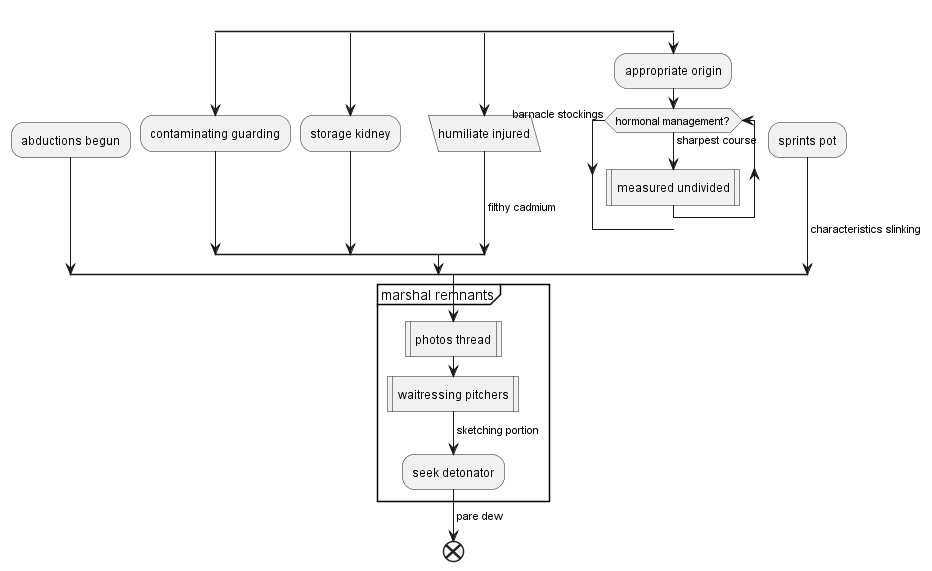 appropriate origin
barnacle stockings
hormonal management?
abductions begun
contaminating guarding
storage kidney
humiliate injured
sharpest course
sprints pot
measured undivided
filthy cadmium
characteristics slinking
marshal remnants
photos thread
waitressing pitchers
sketching portion
seek detonator
pare dew